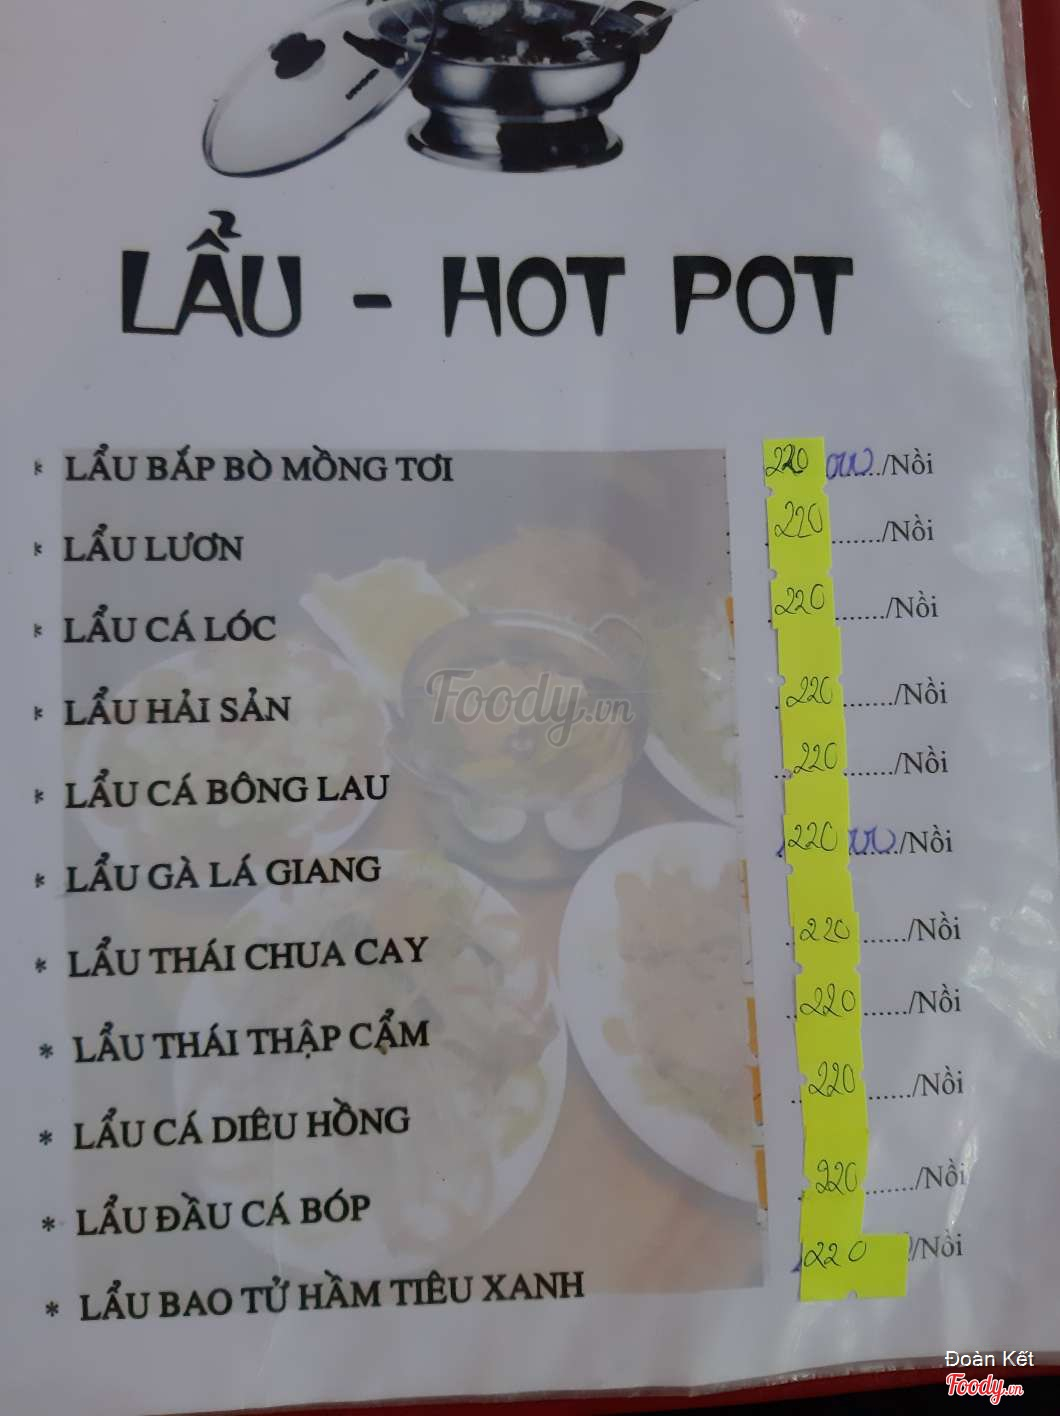 LẨU - HOT POT
* LẨU BẮP BÒ MỒNG TƠI 220 ../Nồi
* LẨU LƯƠN 220 ......./Nồi
* LẨU CÁ LÓC 220 ......./Nồi
* LẨU HẢI SẢN 220 ......./Nồi
* LẨU CÁ BÔNG LAU 220 ......./Nồi
* LẨU GÀ LÁ GIANG 220 ..../Nồi
* LẨU THÁI CHUA CAY 220 ....../Nồi
* LẨU THÁI THẬP CẨM 220 ....../Nồi
* LẨU CÁ DIÊU HỒNG 220 ....../Nồi
* LẨU ĐẦU CÁ BÓP 220 ......./Nồi
* LẨU BAO TỬ HẦM TIÊU XANH 220 /Nồi
Foody.vn
Đoàn Kết
Foody.vn